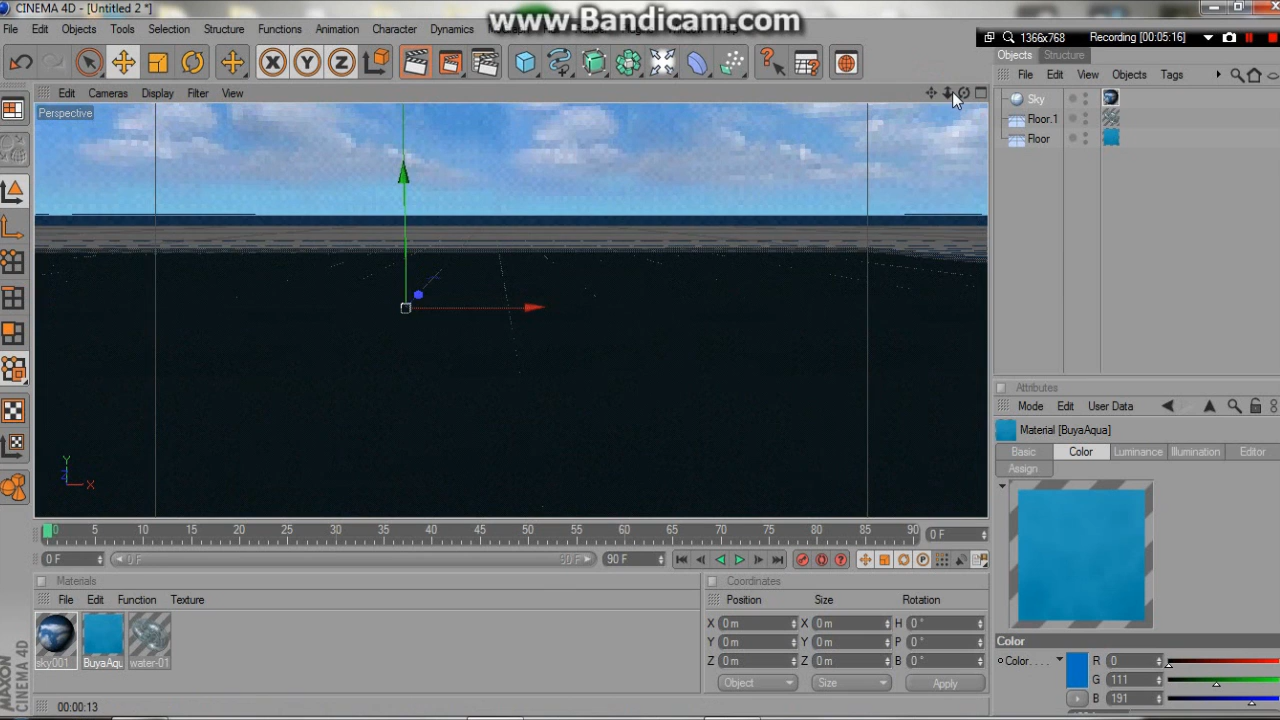 CINEMA 4D - [Untitled 2 *]
www.Bandicam.com
File Edit Objects Tools Selection Structure Functions Animation Character Dynamics
1366x768 Recording [00:05:16]
Objects Structure
File Edit View Objects Tags
Edit Cameras Display Filter View
Perspective
Sky
Floor.1
Floor
Y
Z
X
Attributes
Mode Edit User Data
Material [BuyaAqua]
Basic Color Luminance Illumination Editor
Assign
0 5 10 15 20 25 30 35 40 45 50 55 60 65 70 75 80 85 90 0 F
0 F 0 F 90 F
Materials
File Edit Function Texture
sky001 BuyaAqu water-01
Coordinates
Position Size Rotation
X 0 m X 0 m H 0 °
Y 0 m Y 0 m P 0 °
Z 0 m Z 0 m B 0 °
Object Size Apply
Color
Color. . . . R 0
G 111
B 191
MAXON
CINEMA 4D
00:00:13